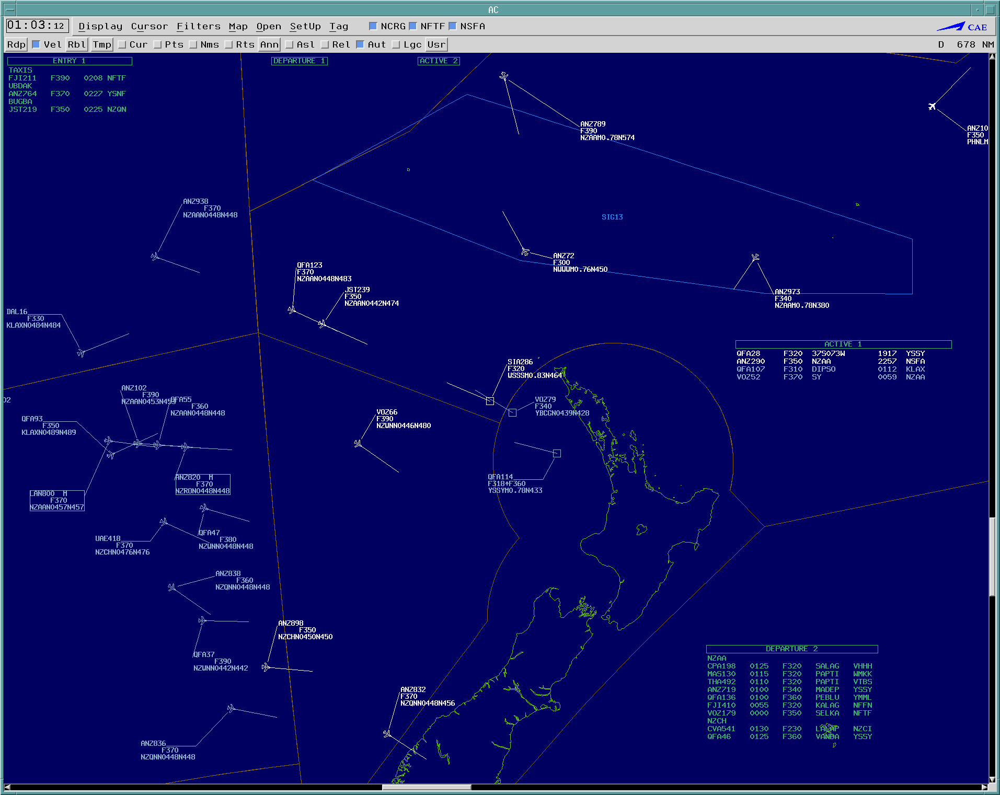 AC
01:03:12 Display Cursor Filters Map Open SetUp Tag NCRG NFTF NSFA CAE
Rdp Vel Rbl Tmp Cur Pts Nms Rts Ann Asl Rel Aut Lgc Usr D 678 NM
ENTRY 1
TAXIS
FJI211 F390 0208 NFTF
UBDAK
ANZ764 F370 0227 YSNF
BUGBA
JST219 F350 0225 NZQN
DEPARTURE 1
ACTIVE 2
ANZ789
F390
NZAAM0.78N574
ANZ10
F350
PHNLM
ANZ938
F370
NZAAN0448N448
SIG13
ANZ72
F300
NWWWM0.76N450
QFA123
F370
NZAAN0448N483
JST239
F350
NZAAN0442N474
ANZ973
F340
NZAAM0.78N380
DAL16
F330
KLAXN0484N484
ACTIVE 1
QFA28 F320 37S073W 1917 YSSY
ANZ290 F350 NZAA 2257 NSFA
QFA107 F310 DIPSO 0112 KLAX
VOZ52 F370 SY 0059 NZAA
SIA286
F320
WSSSM0.83N464
ANZ102
F390
NZAAN0453N453
02
QFA55
F360
NZAAN0448N448
VOZ79
F340
YBCGN0439N428
VOZ66
F390
NZWNN0446N480
QFA93
F350
KLAXN0489N489
ANZ820 M
F370
NZRON0448N448
QFA114
F318↑F360
YSSYM0.78N433
LAN800 M
F370
NZAAN0457N457
QFA47
F380
NZWNN0448N448
UAE418
F370
NZCHN0476N476
ANZ838
F360
NZQNN0448N448
ANZ898
F350
NZCHN0450N450
QFA37
F390
NZWNN0442N442
ANZ832
F370
NZQNN0448N456
ANZ836
F370
NZQNN0448N448
DEPARTURE 2
NZAA
CPA198 0125 F320 SALAG VHHH
MAS130 0115 F320 PAPTI WMKK
THA492 0110 F320 PAPTI VTBS
ANZ719 0100 F340 MADEP YSSY
QFA136 0100 F360 PEBLU YMML
FJI410 0055 F320 KALAG NFFN
VOZ179 0000 F350 SELKA NFTF
NZCH
CVA541 0130 F230 LALAP NZCI
QFA46 0125 F360 VANDA YSSY